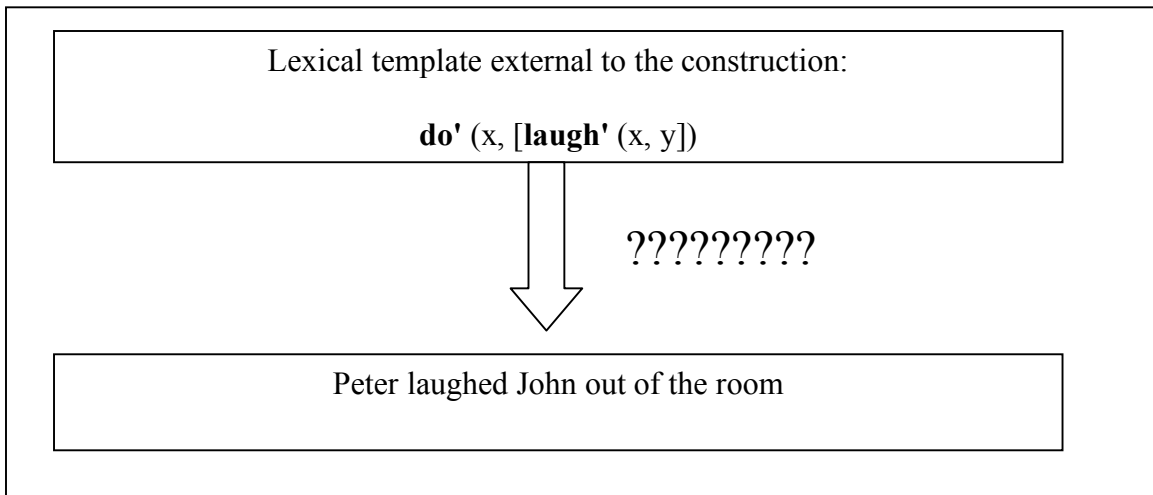 Lexical template external to the construction:
do' (x, [laugh' (x, y])
?????????
Peter laughed John out of the room